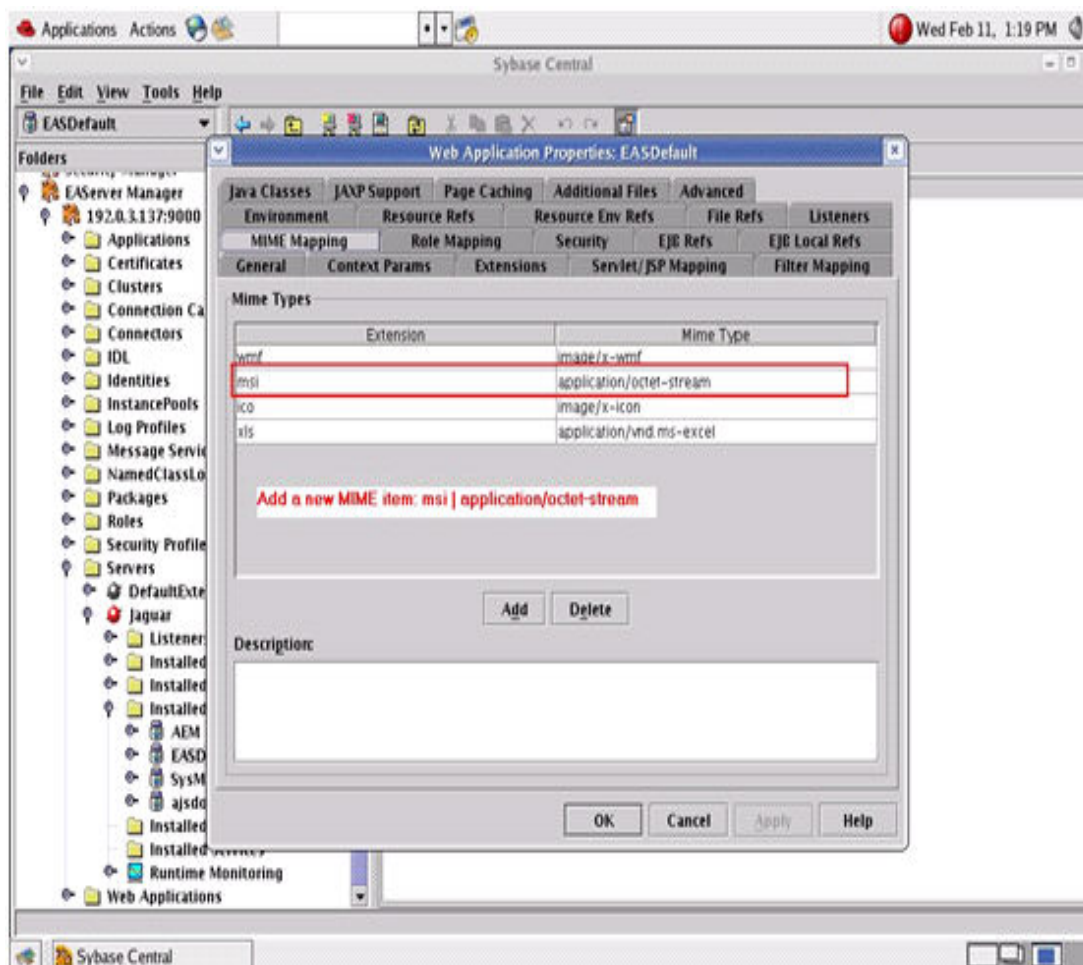 Applications Actions
Wed Feb 11, 1:19 PM
Sybase Central
File Edit View Tools Help
EASDefault
Folders
Web Application Properties: EASDefault
EAServer Manager
192.0.3.137:9000
Applications
Certificates
Clusters
Connection Ca
Connectors
IDL
Identities
InstancePools
Log Profiles
Message Servic
NamedClassLo
Packages
Roles
Security Profile
Servers
DefaultExte
Jaguar
Listener
Installed
Installed
Installed
AEM
EASD
SysM
ajsdo
Installed
Installed Services
Runtime Monitoring
Web Applications
Java Classes JAXP Support Page Caching Additional Files Advanced
Environment Resource Refs Resource Env Refs File Refs Listeners
MIME Mapping Role Mapping Security EJB Refs EJB Local Refs
General Context Params Extensions Servlet/JSP Mapping Filter Mapping
Mime Types
Extension Mime Type
wmf image/x-wmf
msi application/octet-stream
ico image/x-icon
xls application/vnd.ms-excel
Add a new MIME item: msi | application/octet-stream
Add Delete
Description:
OK Cancel Apply Help
Sybase Central